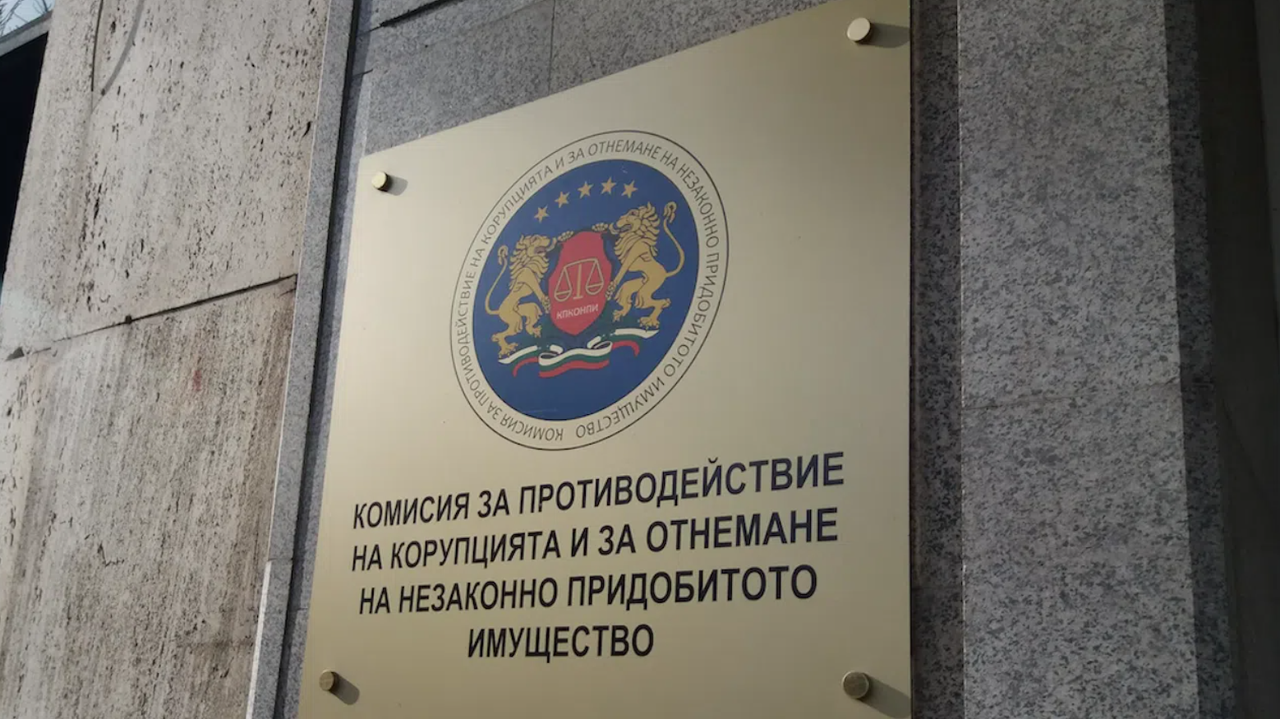 КОМИСИЯ ЗА ПРОТИВОДЕЙСТВИЕ НА КОРУПЦИЯТА И ЗА ОТНЕМАНЕ НА НЕЗАКОННО ПРИДОБИТОТО ИМУЩЕСТВО
КПКОНПИ
КОМИСИЯ ЗА ПРОТИВОДЕЙСТВИЕ
НА КОРУПЦИЯТА И ЗА ОТНЕМАНЕ
НА НЕЗАКОННО ПРИДОБИТОТО
ИМУЩЕСТВО